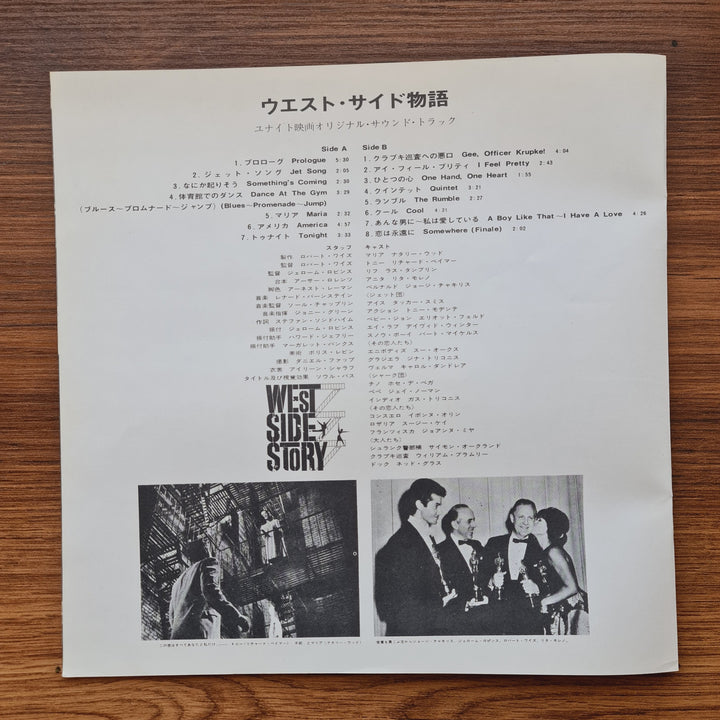 ウエスト・サイド物語
ユナイト映画オリジナル・サウンド・トラック
Side A
1. プロローグ Prologue 5:30
2. ジェット・ソング Jet Song 2:05
3. なにか起りそう Something's Coming 2:30
4. 体育館でのダンス Dance At The Gym 3:29
(ブルース〜プロムナード〜ジャンプ) (Blues〜Promenade〜Jump)
5. マリア Maria 2:32
6. アメリカ America 4:57
7. トゥナイト Tonight 3:33
Side B
1. クラプキ巡査への悪口 Gee, Officer Krupke! 4:04
2. アイ・フィール・プリティ I Feel Pretty 2:43
3. ひとつの心 One Hand, One Heart 1:55
4. クインテット Quintet 3:21
5. ランブル The Rumble 2:27
6. クール Cool 4:21
7. あんな男に〜私は愛している A Boy Like That〜I Have A Love 4:26
8. 恋は永遠に Somewhere (Finale) 2:02
スタッフ
製作 ロバート・ワイズ
監督 ロバート・ワイズ
監督 ジェローム・ロビンス
台本 アーサー・ロレンツ
脚色 アーネスト・レーマン
音楽 レナード・バーンステイン
音楽監督 ソール・チャップリン
音楽指揮 ジョニー・グリーン
作詞 ステファン・ソンドハイム
振付 ジェローム・ロビンス
振付助手 ハワード・ジェフリー
振付助手 マーガレット・バンクス
美術 ボリス・レビン
撮影 ダニエル・ファップ
衣裳 アイリーン・シャラフ
タイトル及び視覚効果 ソウル・バス
キャスト
マリア ナタリー・ウッド
トニー リチャード・ベイマー
リフ ラズ・タンブリン
アニタ リタ・モレノ
ベルナルド ジョージ・チャキリス
(ジェット団)
アイス タッカー・スミス
アクション トニー・モデンテ
ベビー・ジョン エリオット・フェルド
エイ・ラブ デイヴィド・ウィンター
スノウ・ボーイ バート・マイケルス
(その恋人たち)
エニボディズ スー・オークス
グラジエラ ジナ・トリコニス
ヴェルマ キャロル・ダンドレア
(シャーク団)
チノ ホセ・デ・ベガ
ペペ ジェイ・ノーマン
インディオ ガス・トリコニス
(その恋人たち)
コンスエロ イボンヌ・オソン
ロザリア スージー・ケイ
フランフィスカ ジョアンヌ・ミヤ
(大人たち)
シュランク警部補 サイモン・オークランド
クラプキ巡査 ウィリアム・ブラムリー
ドック ネッド・グラス
WEST
SIDE
STORY